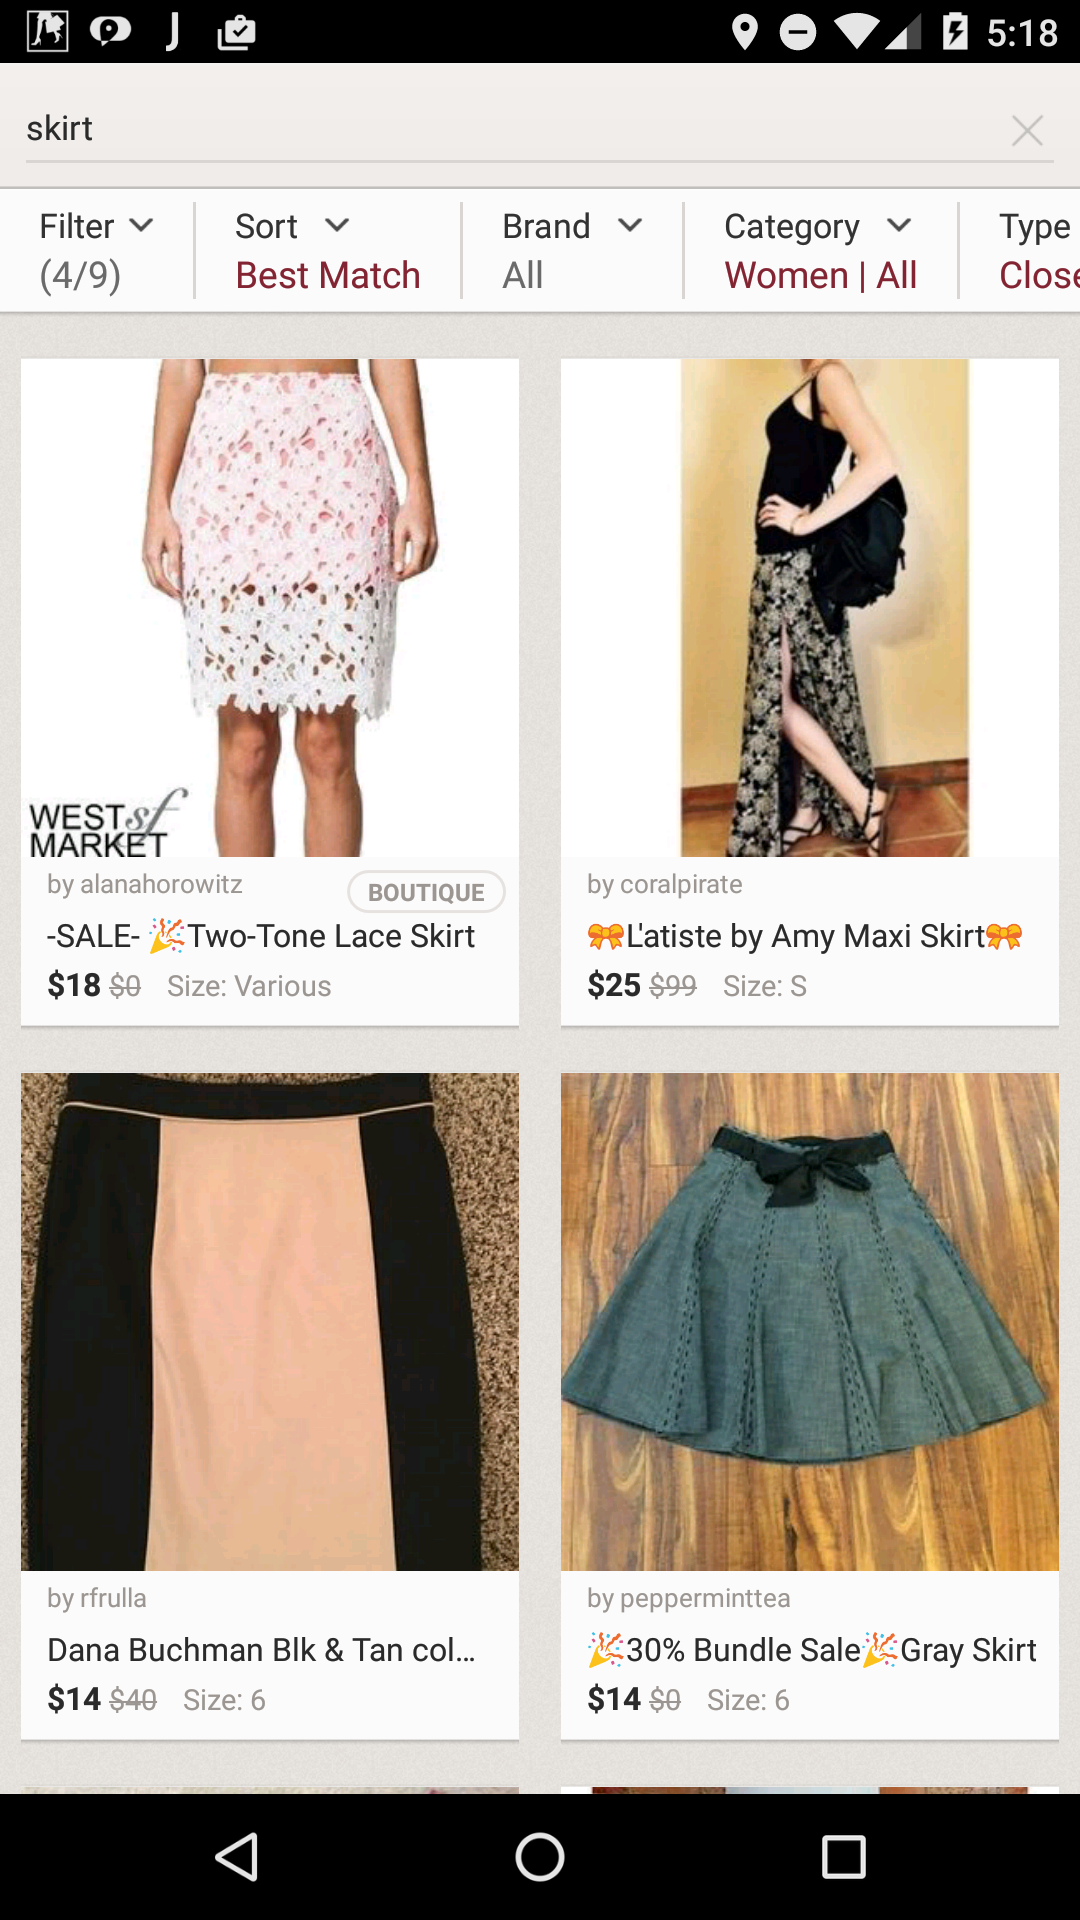 5:18
skirt
Filter
(4/9)
Sort
Best Match
Brand
All
Category
Women | All
Type
Close
WEST sf
MARKET
by alanahorowitz
BOUTIQUE
-SALE- 🎉Two-Tone Lace Skirt
$18 $0 Size: Various
by coralpirate
🎀L'atiste by Amy Maxi Skirt🎀
$25 $99 Size: S
by rfrulla
Dana Buchman Blk & Tan col...
$14 $40 Size: 6
by pepperminttea
🎉30% Bundle Sale🎉Gray Skirt
$14 $0 Size: 6